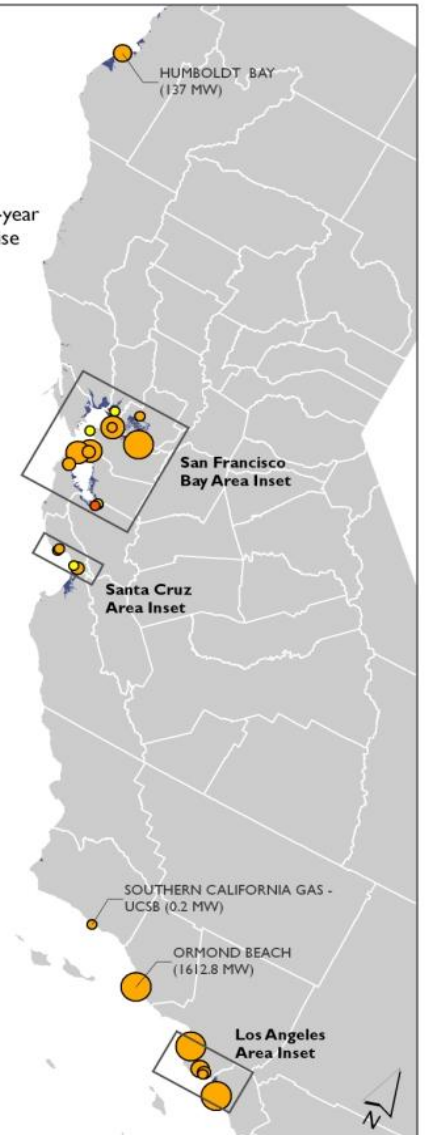 HUMBOLDT BAY
(137 MW)
-year
San Francisco
Bay Area Inset
Santa Cruz
Area Inset
SOUTHERN CALIFORNIA GAS -
UCSB (0.2 MW)
ORMOND BEACH
(1612.8 MW)
Los Angeles
Area Inset
N